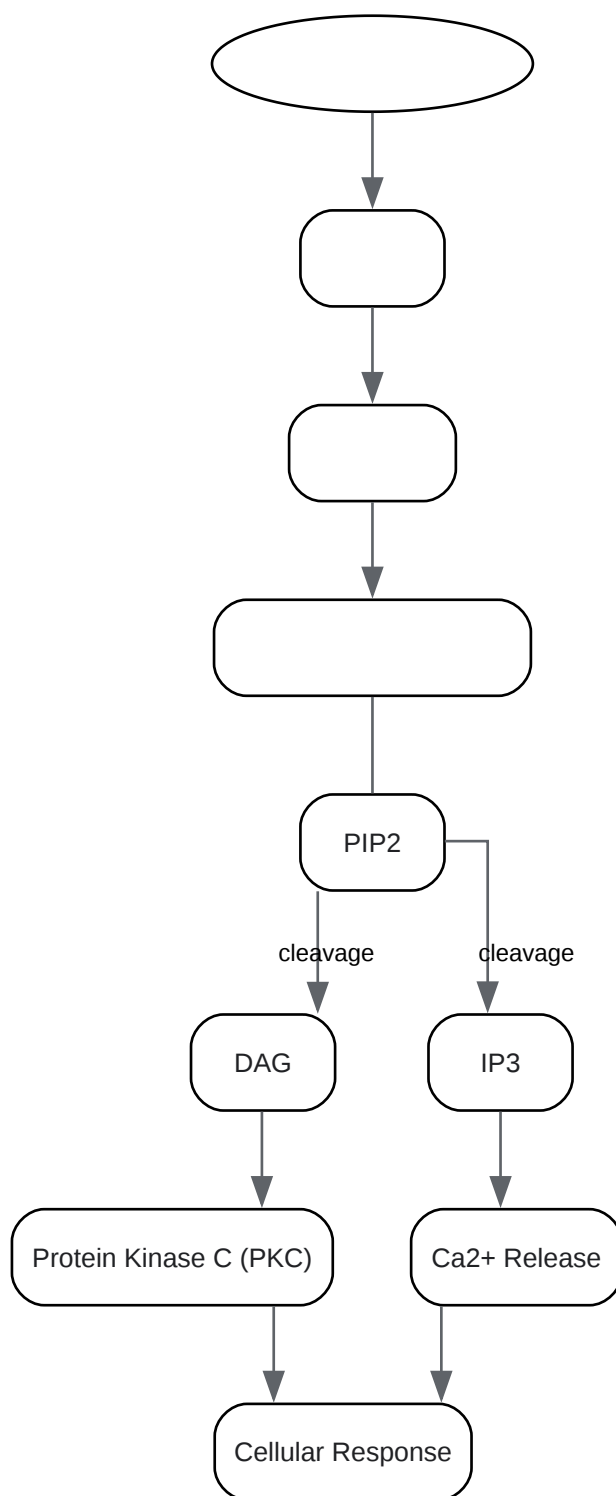 PIP2
cleavage
cleavage
DAG
IP3
Protein Kinase C (PKC)
Ca2+ Release
Cellular Response